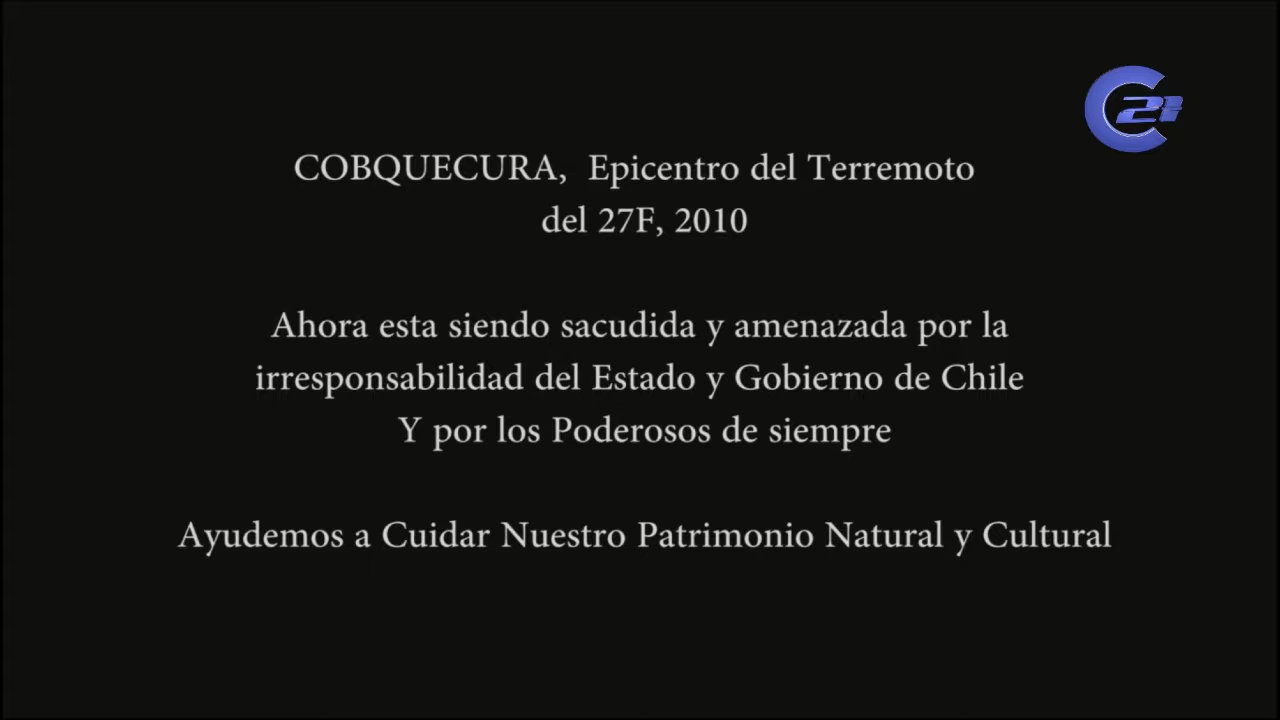 C21
COBQUECURA, Epicentro del Terremoto
del 27F, 2010
Ahora esta siendo sacudida y amenazada por la
irresponsabilidad del Estado y Gobierno de Chile
Y por los Poderosos de siempre
Ayudemos a Cuidar Nuestro Patrimonio Natural y Cultural